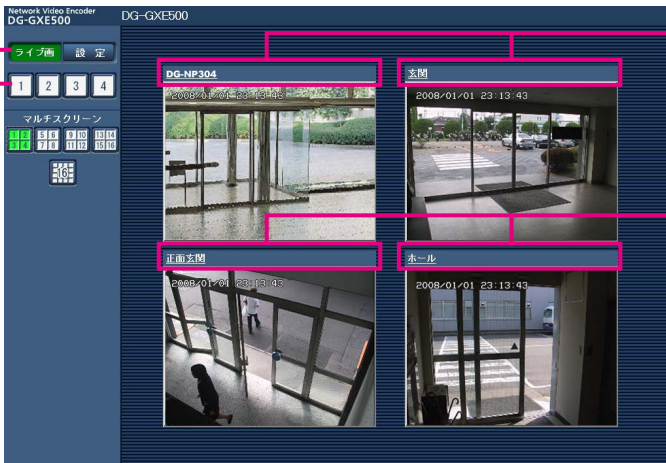 Network Video Encoder
DG-GXE500
DG-GXE500
ライブ画 設 定
1 2 3 4
マルチスクリーン
1 2 5 6 9 10 13 14
3 4 7 8 11 12 15 16
16
DG-NP304
2008/01/01 23:13:43
玄関
2008/01/01 23:13:43
正面玄関
2008/01/01 23:13:43
ホール
2008/01/01 23:13:43